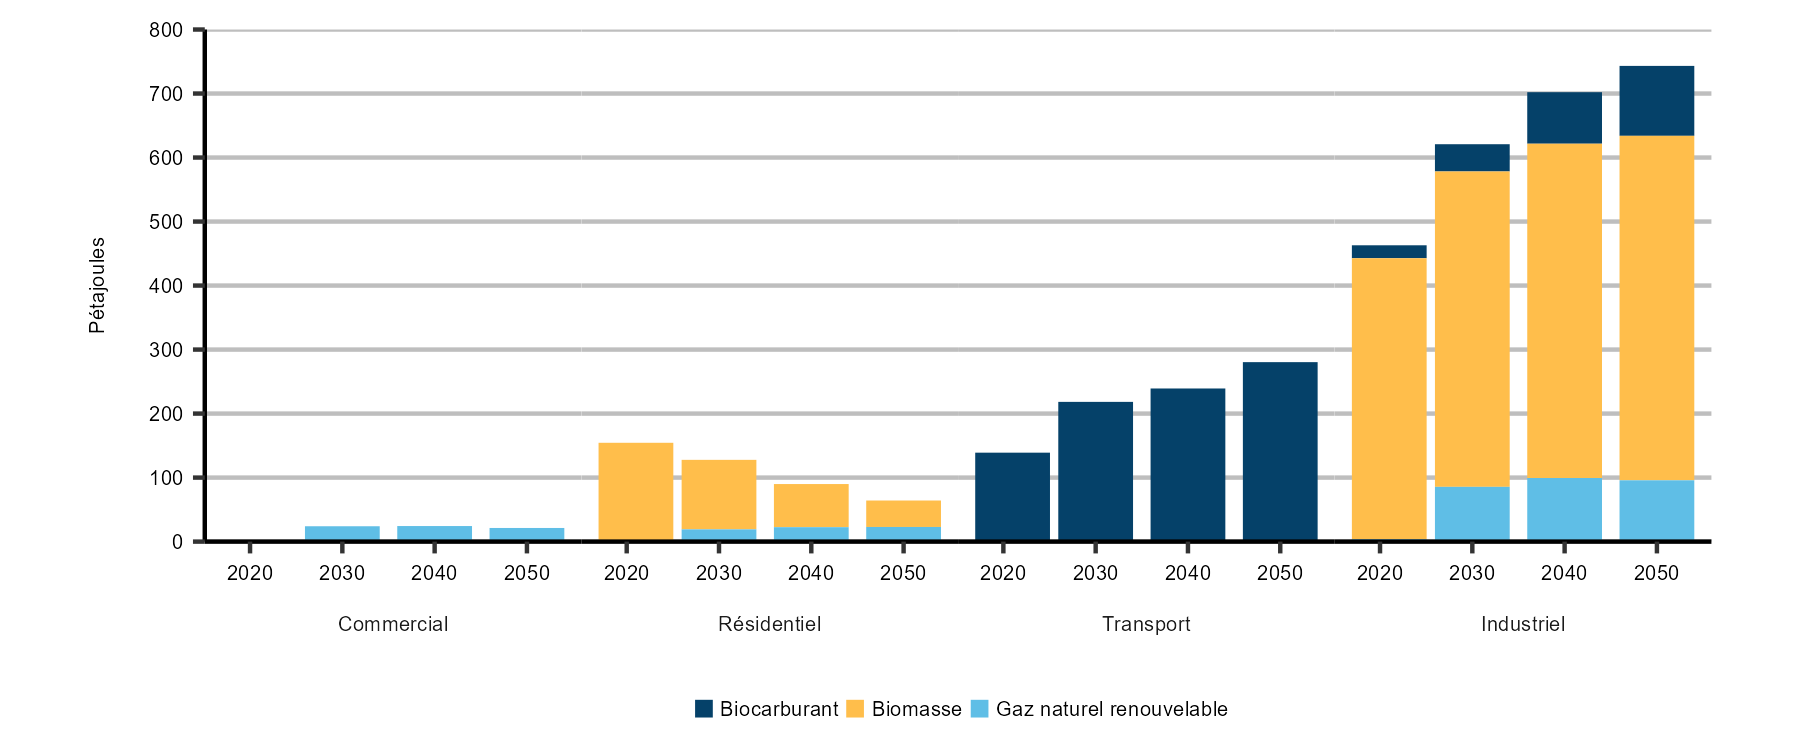 800
700
600
500
400
300
200
100
0
Pétajoules
2020 2030 2040 2050 2020 2030 2040 2050 2020 2030 2040 2050 2020 2030 2040 2050
Commercial Résidentiel Transport Industriel
Biocarburant Biomasse Gaz naturel renouvelable